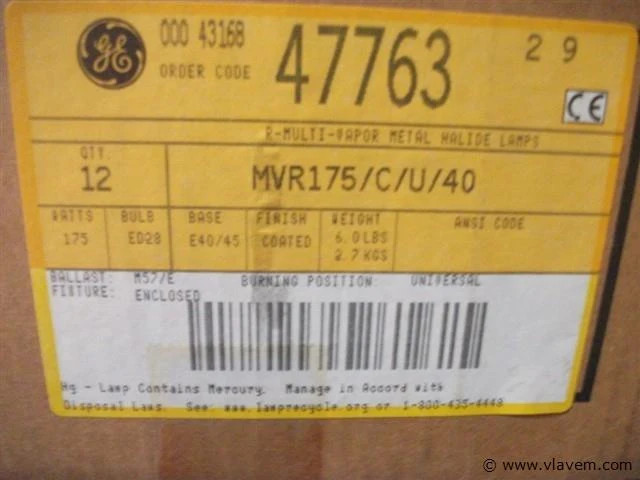 GE
000 43168
ORDER CODE
47763
29
CE
R-MULTI-VAPOR METAL HALIDE LAMPS
QTY.
12
MVR175/C/U/40
WATTS BULB BASE FINISH WEIGHT ANSI CODE
175 ED28 E40/45 COATED 6.0LBS
2.7 KGS
BALLAST: M57/E BURNING POSITION: UNIVERSAL
FIXTURE: ENCLOSED
Hg - Lamp Contains Mercury. Manage in Accord with
Disposal Laws. See: www.lamprecycle.org or 1-800-435-4448
© www.vlavem.com